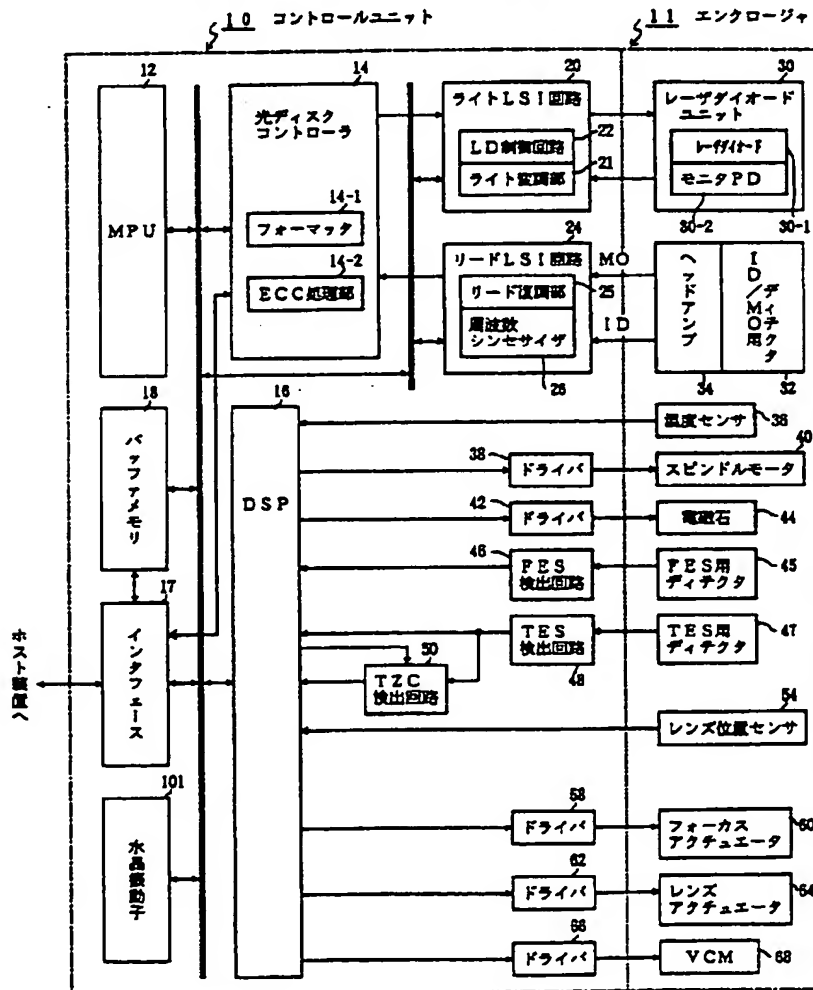 10 コントロールユニット
11 エンクロージャ
12
MPU
14
光ディスク
コントローラ
14-1
フォーマッタ
14-2
ECC処理部
20
ライトLSI回路
22
LD制御回路
21
ライト変調部
30
レーザダイオード
ユニット
レーザダイオード
モニタPD
30-2
30-1
24
リードLSI回路
25
リード復調部
周波数
シンセサイザ
26
MO
ID
ヘッドアンプ
34
ID/MO用
ディテクタ
32
18
バッファメモリ
17
インタフェース
ホスト装置へ
101
水晶振動子
16
DSP
温度センサ
36
38
ドライバ
スピンドルモータ
40
42
ドライバ
電磁石
44
46
FES
検出回路
FES用
ディテクタ
45
TES
検出回路
48
TES用
ディテクタ
47
50
TZC
検出回路
54
レンズ位置センサ
58
ドライバ
フォーカス
アクチュエータ
60
62
ドライバ
レンズ
アクチュエータ
64
66
ドライバ
VCM
68